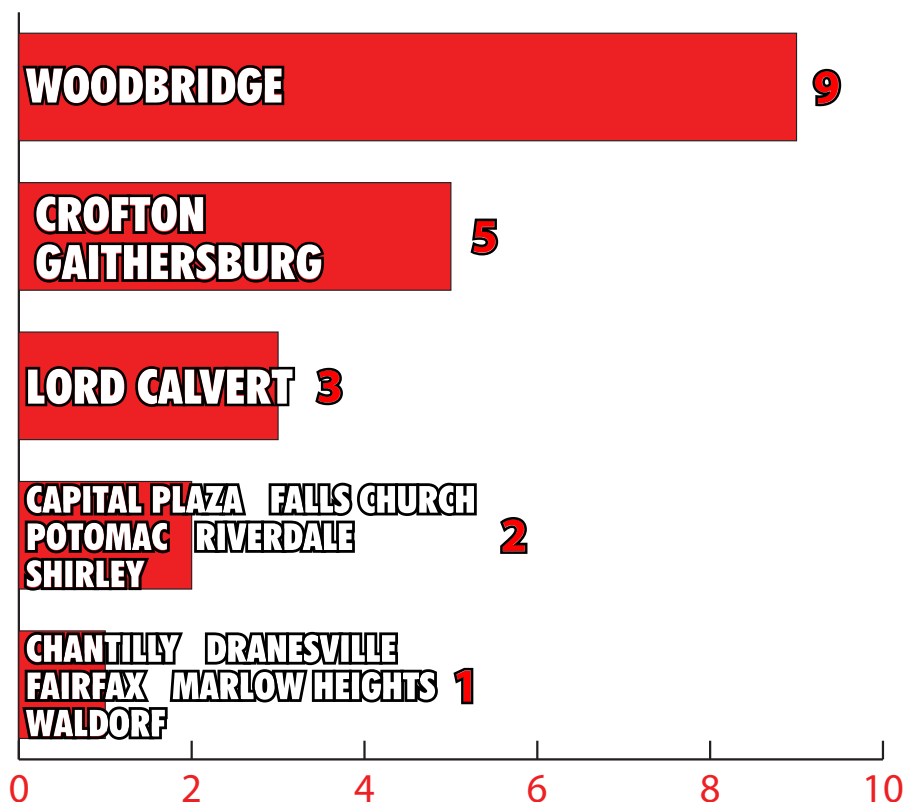 WOODBRIDGE 9
CROFTON
GAITHERSBURG 5
LORD CALVERT 3
CAPITAL PLAZA FALLS CHURCH
POTOMAC RIVERDALE 2
SHIRLEY
CHANTILLY DRANESVILLE
FAIRFAX MARLOW HEIGHTS 1
WALDORF
0 2 4 6 8 10